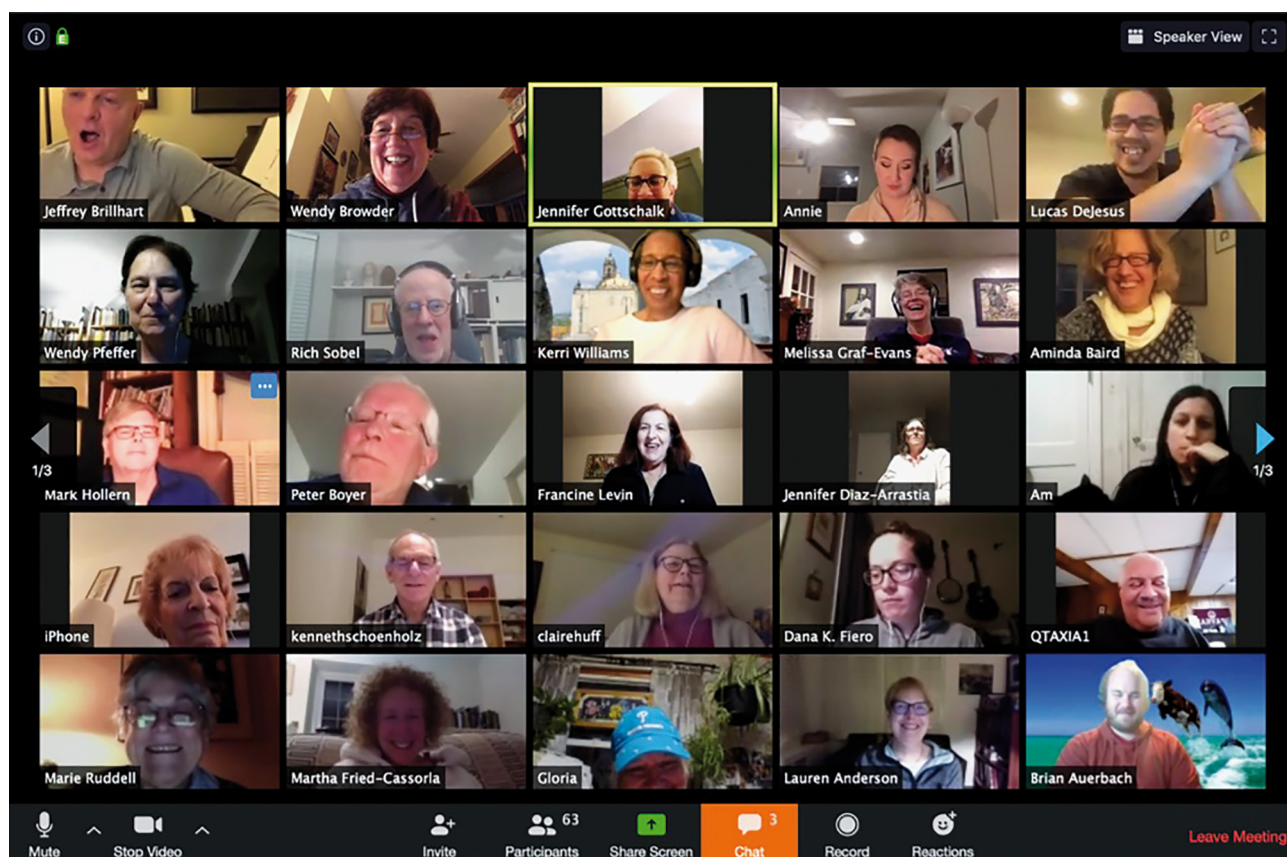 Speaker View
Jeffrey Brillhart
Wendy Browder
Jennifer Gottschalk
Annie
Lucas DeJesus
Wendy Pfeffer
Rich Sobel
Kerri Williams
Melissa Graf-Evans
Aminda Baird
1/3
Mark Hollern
Peter Boyer
Francine Levin
Jennifer Diaz-Arrastia
Am
1/3
iPhone
kennethschoenholz
clairehuff
Dana K. Fiero
QTAXIA1
Marie Ruddell
Martha Fried-Cassorla
Gloria
Lauren Anderson
Brian Auerbach
Mute
Stop Video
Invite
63
Participants
Share Screen
3
Chat
Record
Reactions
Leave Meeting